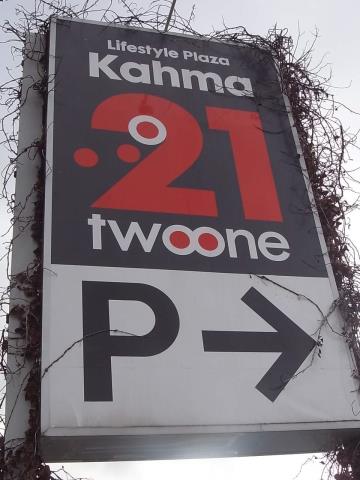 Lifestyle Plaza
Kahma
21
twoone
P →